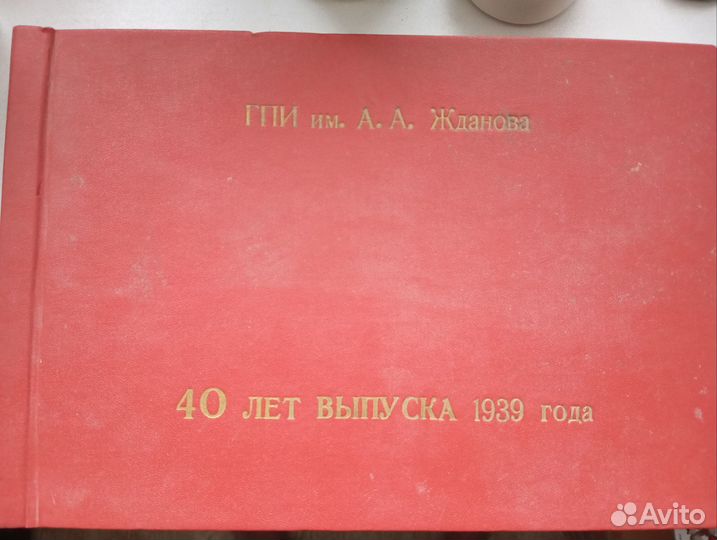 ГПИ им. А. А. Жданова
40 ЛЕТ ВЫПУСКА 1939 года
Avito